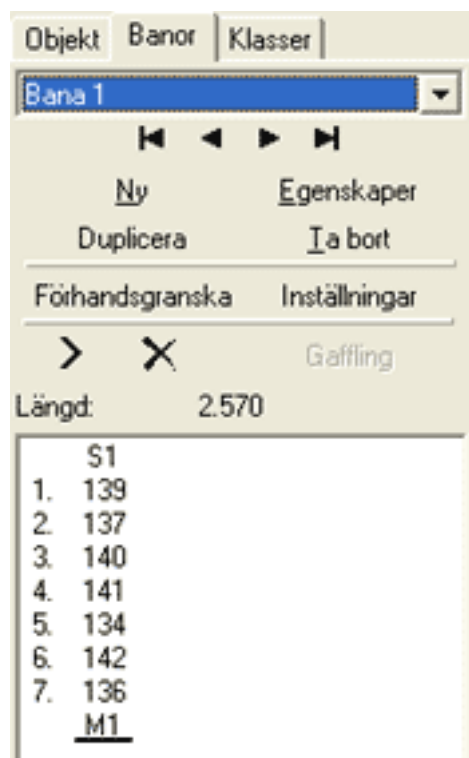 Objekt Banor Klasser
Bana 1
Ny Egenskaper
Duplicera Ta bort
Förhandsgranska Inställningar
Gaffling
Längd: 2.570
S1
1. 139
2. 137
3. 140
4. 141
5. 134
6. 142
7. 136
M1